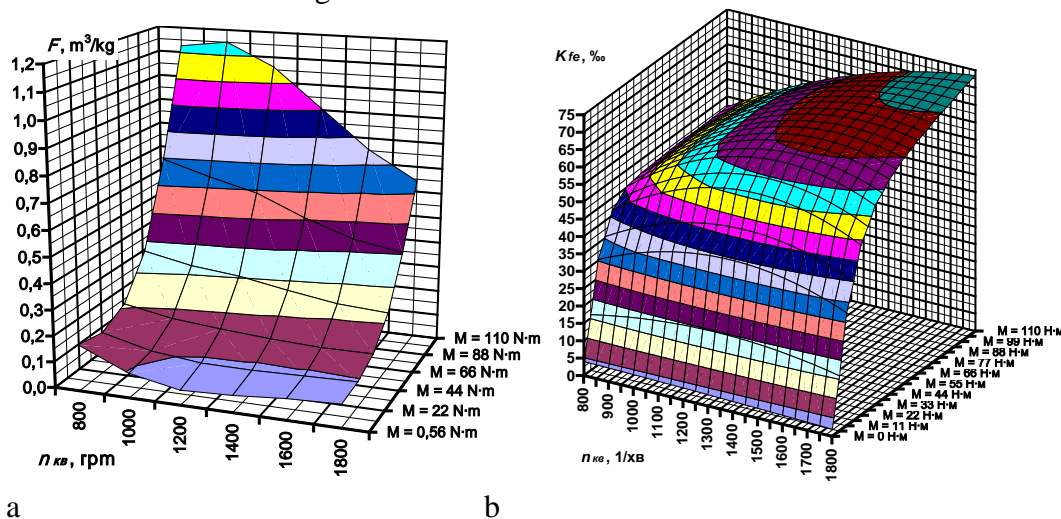 F, m³/kg
1,2
1,1
1,0
0,9
0,8
0,7
0,6
0,5
0,4
0,3
0,2
0,1
0,0
800
1000
1200
1400
1600
1800
n кв, rpm
M = 110 N·m
M = 88 N·m
M = 66 N·m
M = 44 N·m
M = 22 N·m
M = 0,56 N·m
a
K fe, ‰
75
70
65
60
55
50
45
40
35
30
25
20
15
10
5
0
800
900
1000
1100
1200
1300
1400
1500
1600
1700
1800
n кв, 1/хв
M = 110 Н·м
M = 99 Н·м
M = 88 Н·м
M = 77 Н·м
M = 66 Н·м
M = 55 Н·м
M = 44 Н·м
M = 33 Н·м
M = 22 Н·м
M = 11 Н·м
M = 0 Н·м
b